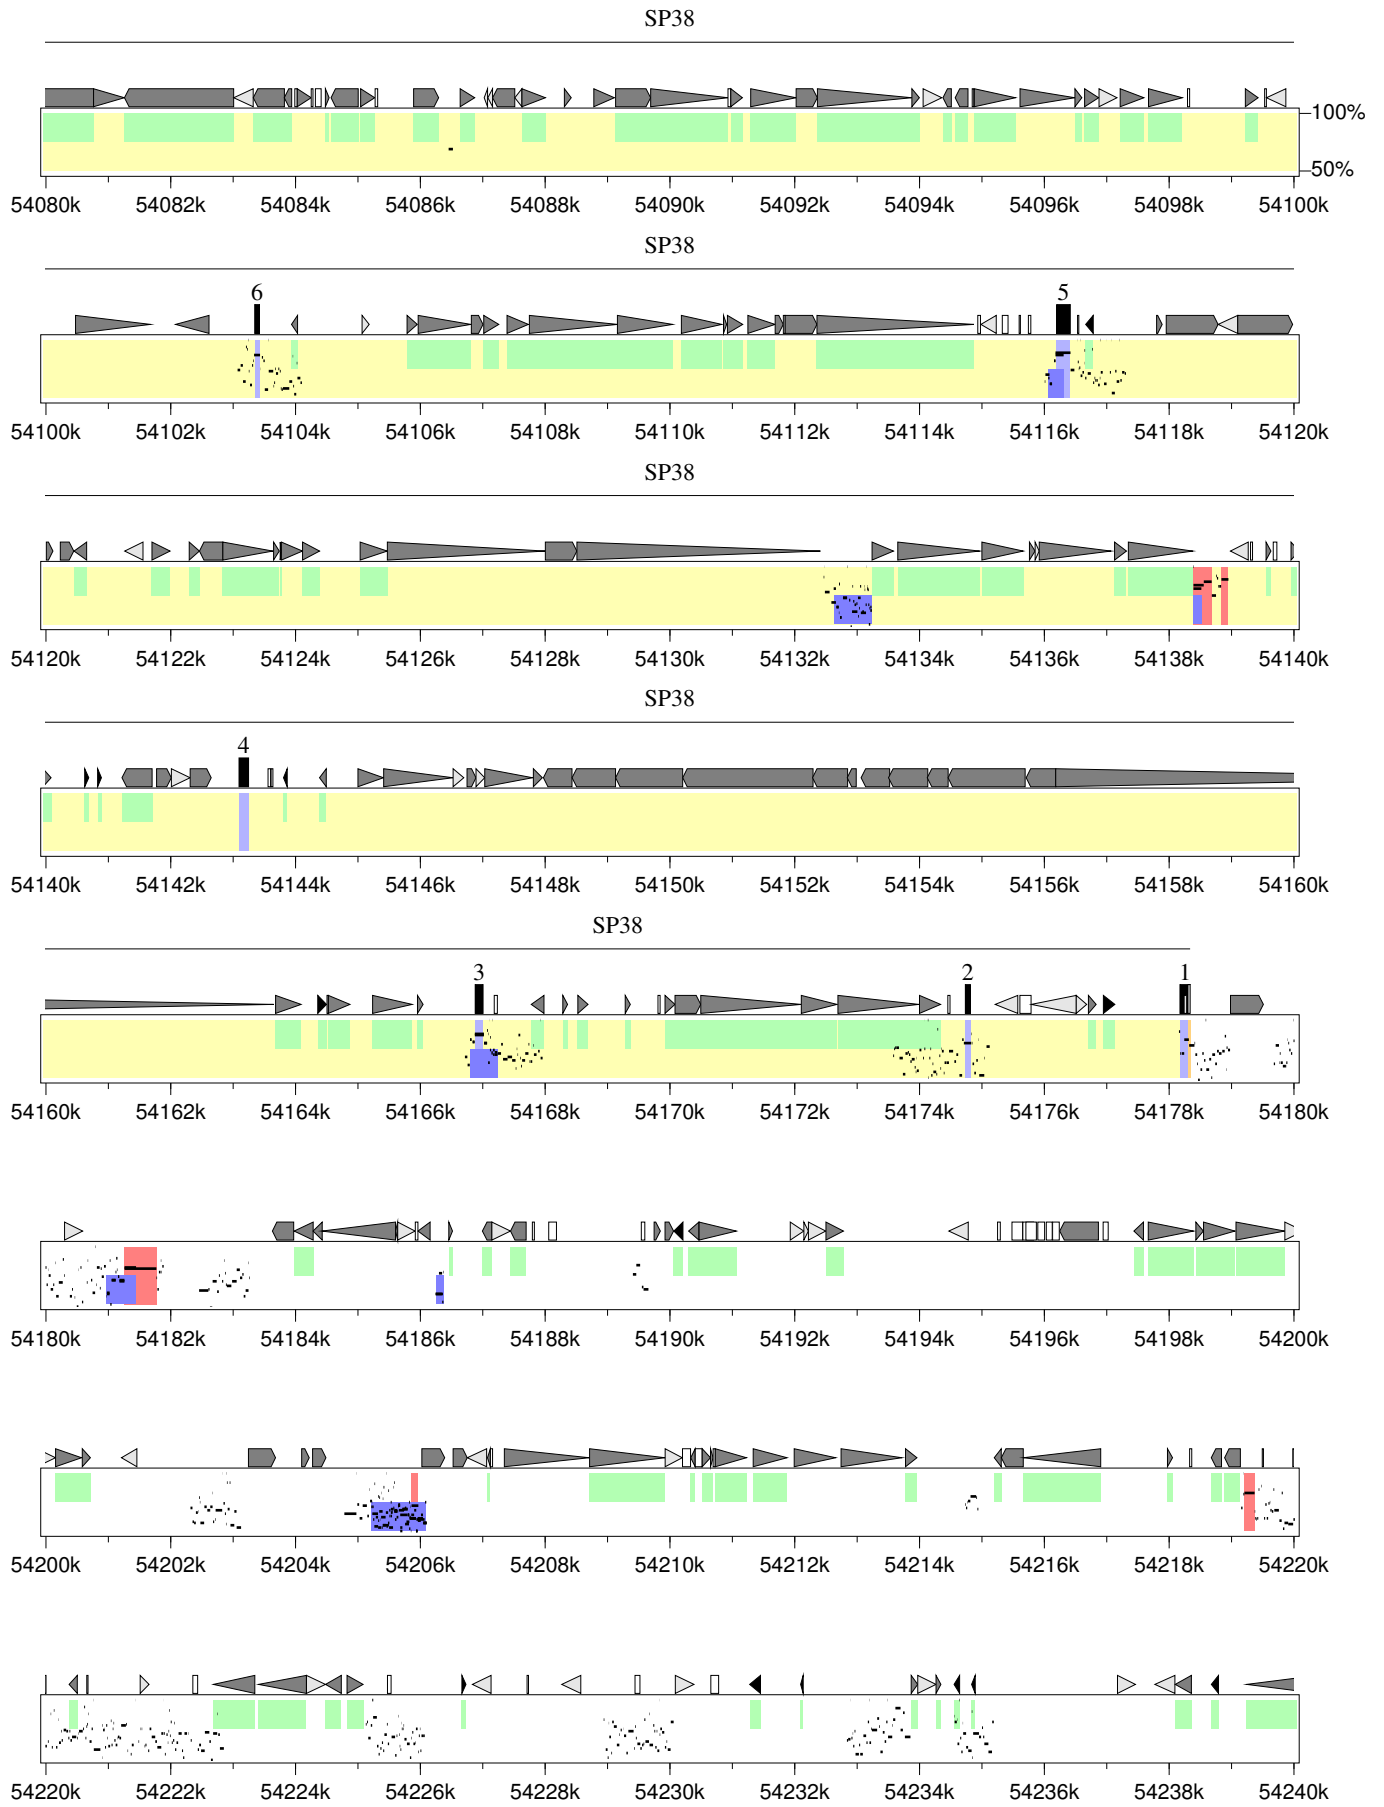 SP38
100%
50%
54080k 54082k 54084k 54086k 54088k 54090k 54092k 54094k 54096k 54098k 54100k
SP38
6 5
54100k 54102k 54104k 54106k 54108k 54110k 54112k 54114k 54116k 54118k 54120k
SP38
54120k 54122k 54124k 54126k 54128k 54130k 54132k 54134k 54136k 54138k 54140k
SP38
4
54140k 54142k 54144k 54146k 54148k 54150k 54152k 54154k 54156k 54158k 54160k
SP38
3 2 1
54160k 54162k 54164k 54166k 54168k 54170k 54172k 54174k 54176k 54178k 54180k
54180k 54182k 54184k 54186k 54188k 54190k 54192k 54194k 54196k 54198k 54200k
54200k 54202k 54204k 54206k 54208k 54210k 54212k 54214k 54216k 54218k 54220k
54220k 54222k 54224k 54226k 54228k 54230k 54232k 54234k 54236k 54238k 54240k